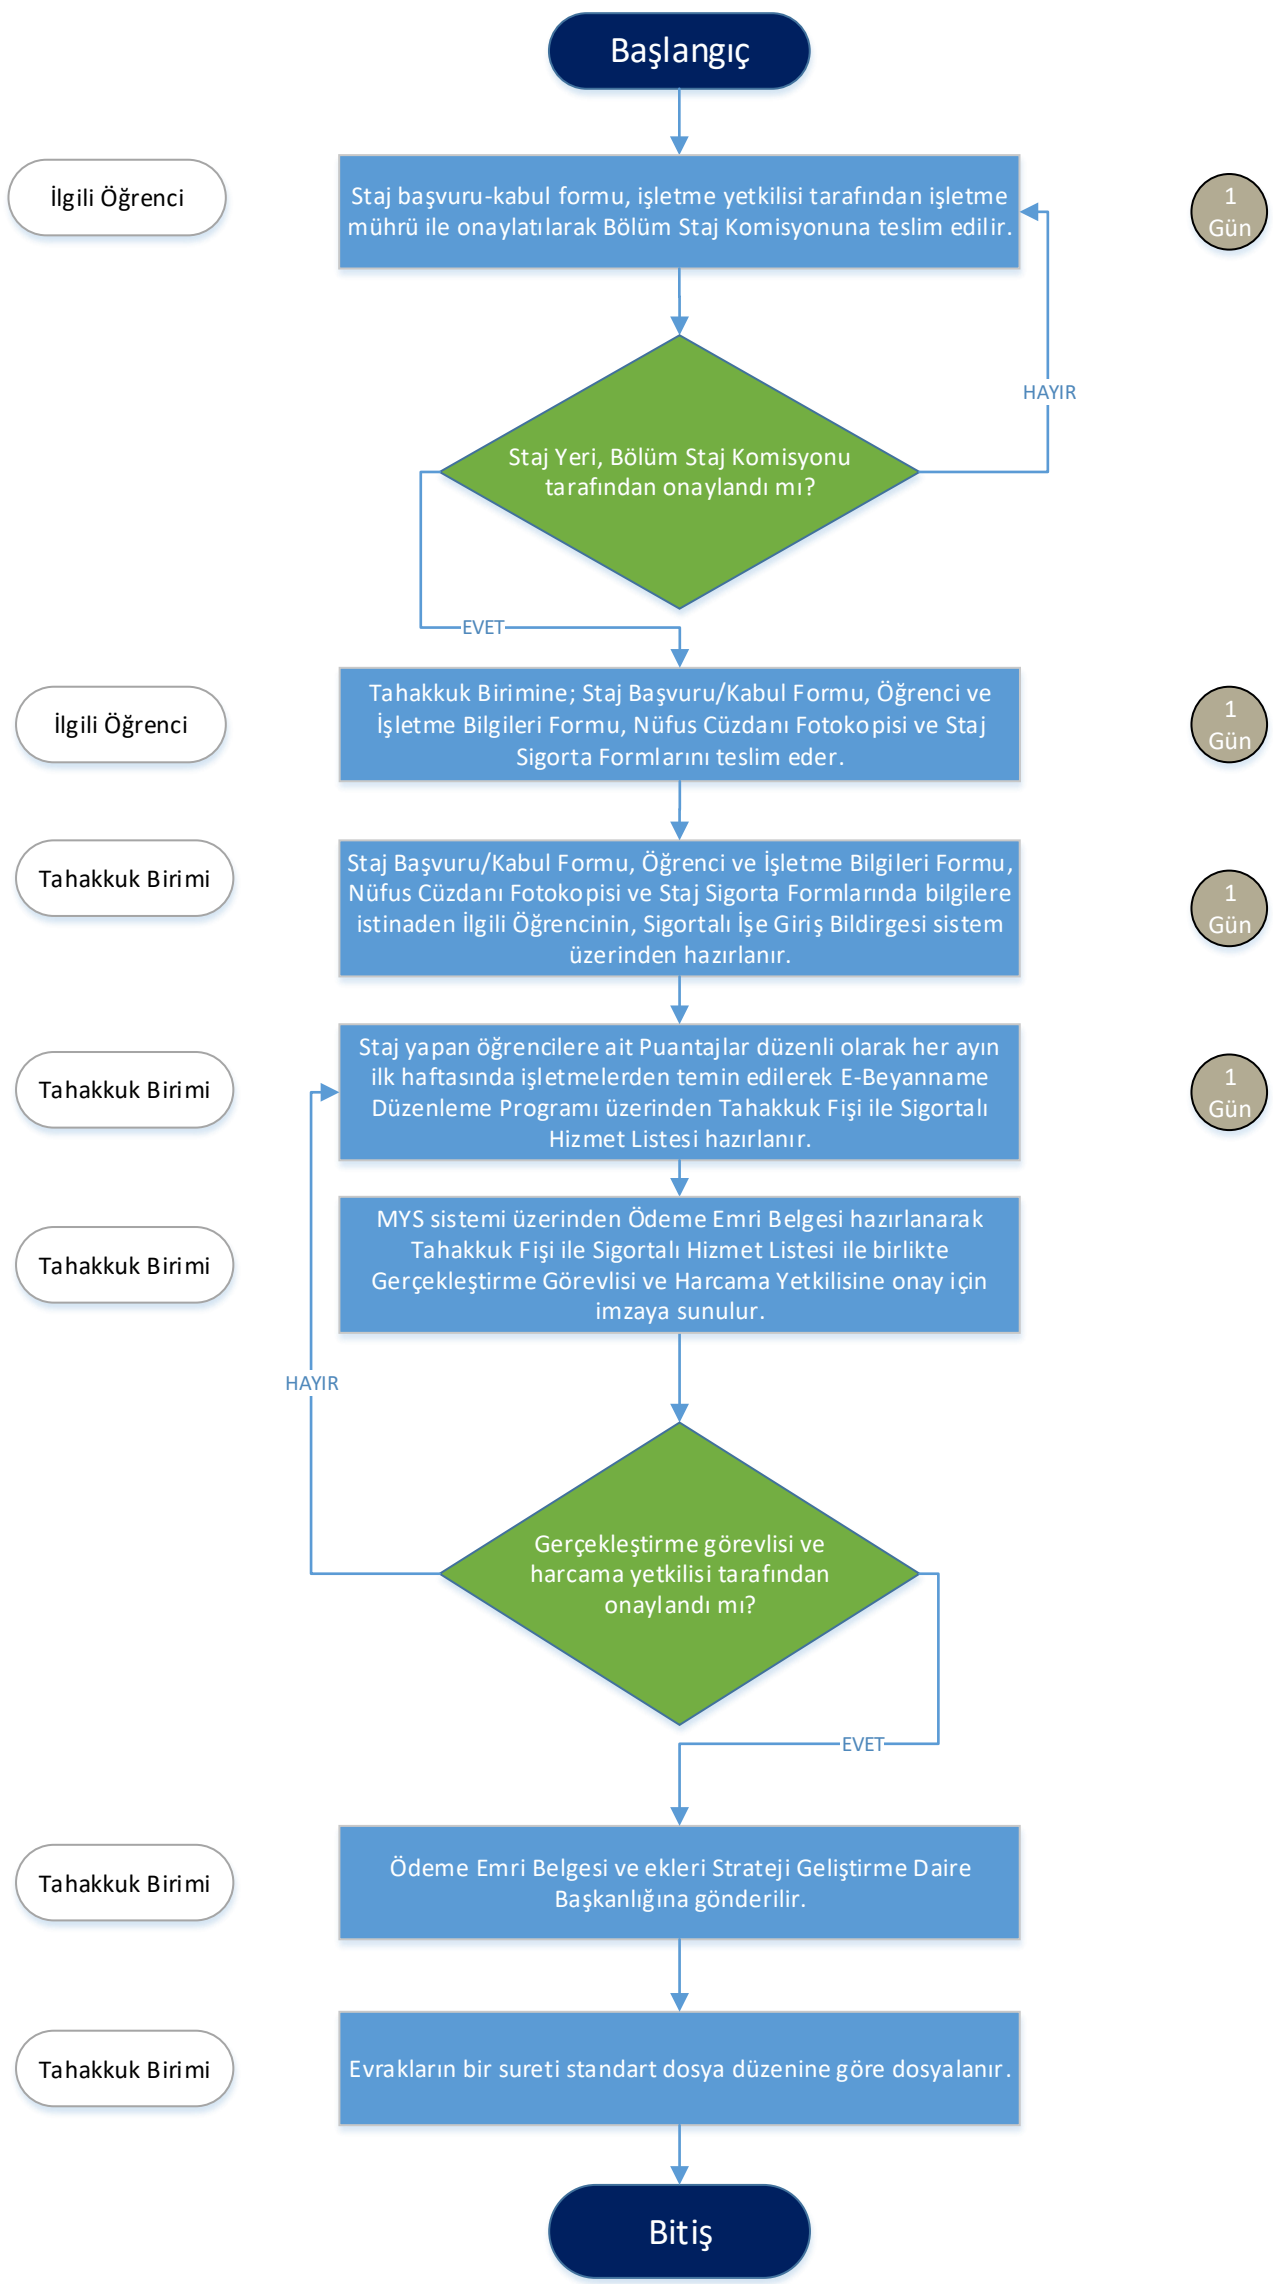 Başlangıç
İlgili Öğrenci
Staj başvuru-kabul formu, işletme yetkilisi tarafından işletme
mührü ile onaylatılarak Bölüm Staj Komisyonuna teslim edilir.
1
Gün
HAYIR
Staj Yeri, Bölüm Staj Komisyonu
tarafından onaylandı mı?
EVET
İlgili Öğrenci
Tahakkuk Birimine; Staj Başvuru/Kabul Formu, Öğrenci ve
İşletme Bilgileri Formu, Nüfus Cüzdanı Fotokopisi ve Staj
Sigorta Formlarını teslim eder.
1
Gün
Tahakkuk Birimi
Staj Başvuru/Kabul Formu, Öğrenci ve İşletme Bilgileri Formu,
Nüfus Cüzdanı Fotokopisi ve Staj Sigorta Formlarında bilgilere
istinaden İlgili Öğrencinin, Sigortalı İşe Giriş Bildirgesi sistem
üzerinden hazırlanır.
1
Gün
Tahakkuk Birimi
Staj yapan öğrencilere ait Puantajlar düzenli olarak her ayın
ilk haftasında işletmelerden temin edilerek E-Beyanname
Düzenleme Programı üzerinden Tahakkuk Fişi ile Sigortalı
Hizmet Listesi hazırlanır.
1
Gün
Tahakkuk Birimi
MYS sistemi üzerinden Ödeme Emri Belgesi hazırlanarak
Tahakkuk Fişi ile Sigortalı Hizmet Listesi ile birlikte
Gerçekleştirme Görevlisi ve Harcama Yetkilisine onay için
imzaya sunulur.
HAYIR
Gerçekleştirme görevlisi ve
harcama yetkilisi tarafından
onaylandı mı?
EVET
Tahakkuk Birimi
Ödeme Emri Belgesi ve ekleri Strateji Geliştirme Daire
Başkanlığına gönderilir.
Tahakkuk Birimi
Evrakların bir sureti standart dosya düzenine göre dosyalanır.
Bitiş